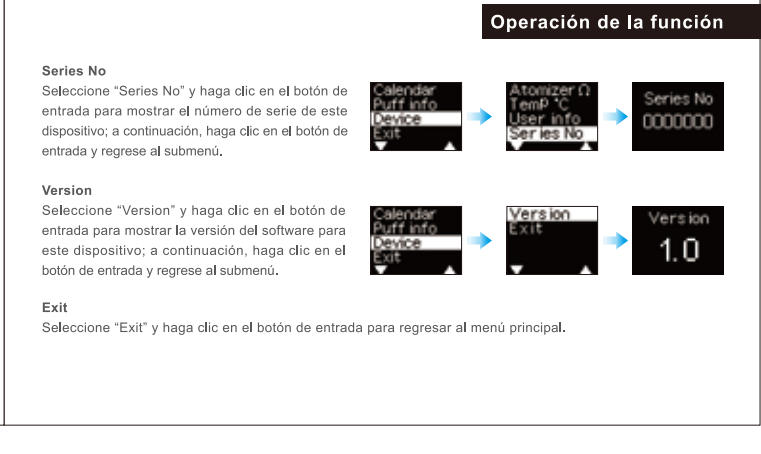 Operación de la función
Series No
Seleccione “Series No” y haga clic en el botón de
entrada para mostrar el número de serie de este
dispositivo; a continuación, haga clic en el botón de
entrada y regrese al submenú.
Calendar
Puff info
Device
Exit
Atomizer Ω
Temp °C
User info
Series No
Series No
0000000
Version
Seleccione “Version” y haga clic en el botón de
entrada para mostrar la versión del software para
este dispositivo; a continuación, haga clic en el
botón de entrada y regrese al submenú.
Calendar
Puff info
Device
Exit
Version
Exit
Version
1.0
Exit
Seleccione “Exit” y haga clic en el botón de entrada para regresar al menú principal.